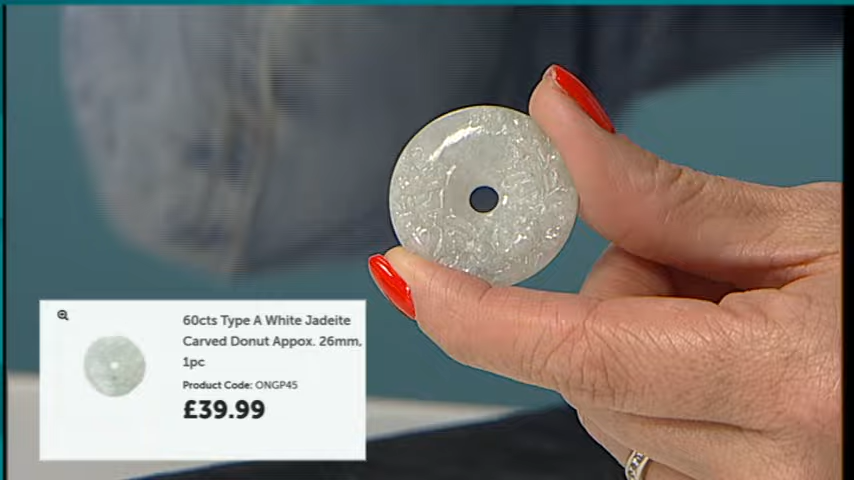 60cts Type A White Jadeite
Carved Donut Appox. 26mm,
1pc
Product Code: ONGP45
£39.99